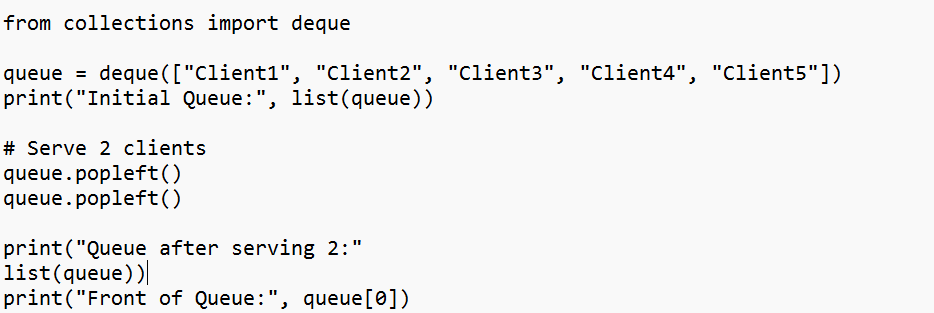 from collections import deque
queue = deque(["Client1", "Client2", "Client3", "Client4", "Client5"])
print("Initial Queue:", list(queue))
# Serve 2 clients
queue.popleft()
queue.popleft()
print("Queue after serving 2:"
list(queue))
print("Front of Queue:", queue[0])